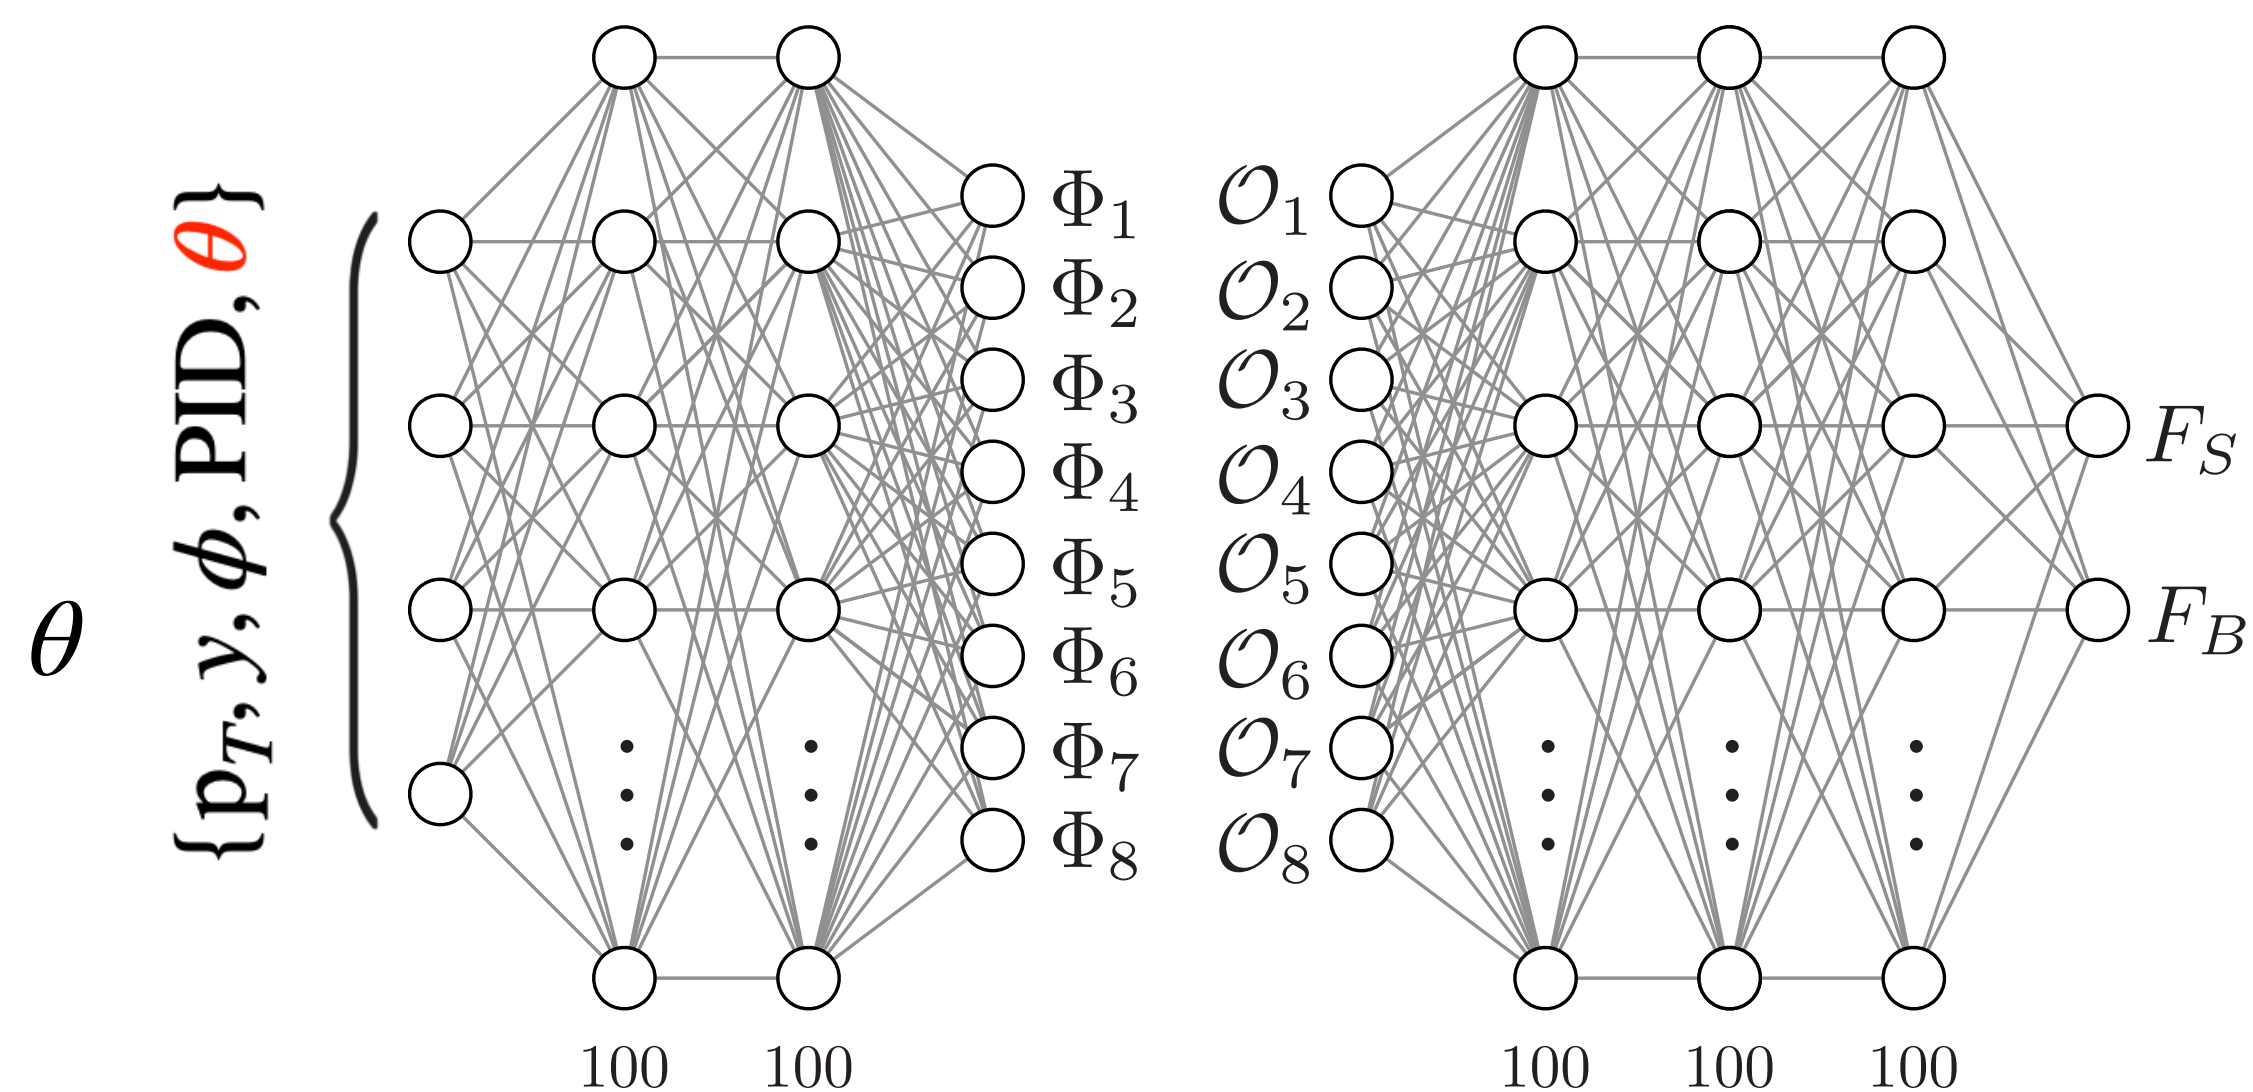 θ
{p_T, y, ϕ, PID, θ}
Φ_1
Φ_2
Φ_3
Φ_4
Φ_5
Φ_6
Φ_7
Φ_8
𝒪_1
𝒪_2
𝒪_3
𝒪_4
𝒪_5
𝒪_6
𝒪_7
𝒪_8
F_S
F_B
100 100 100 100 100